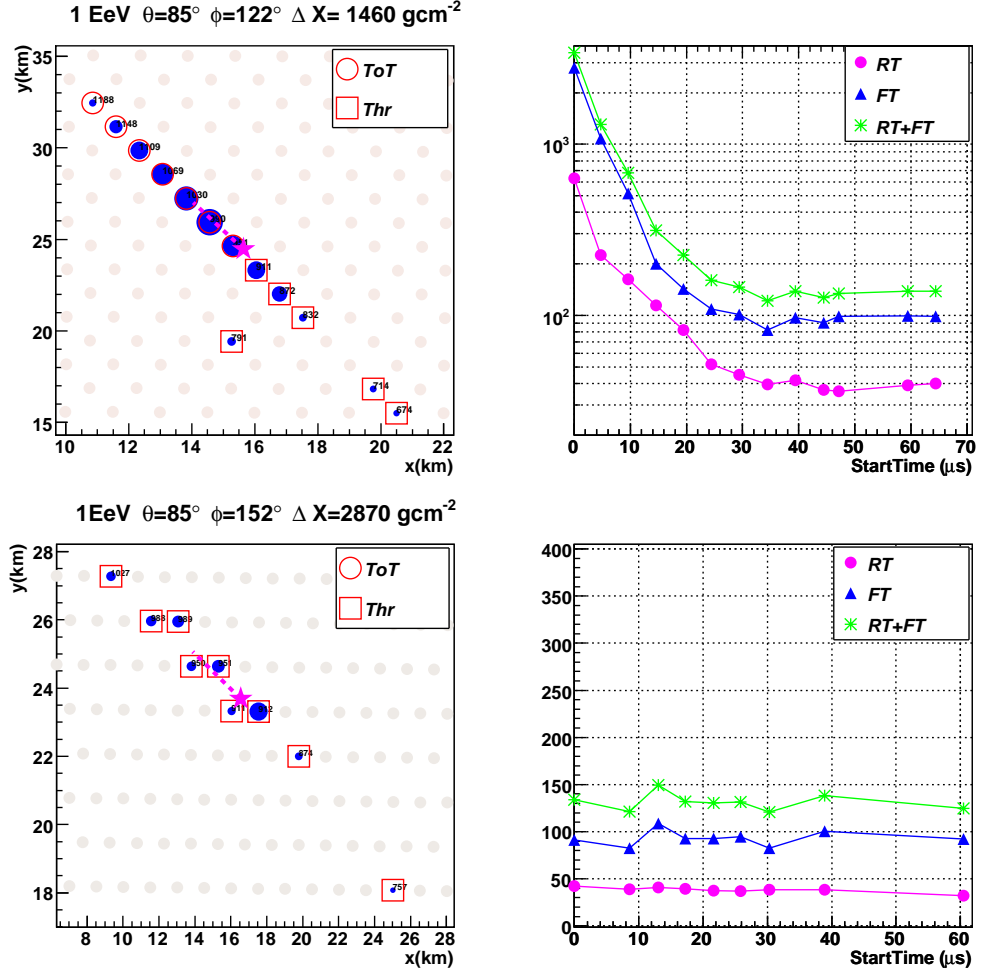 1 EeV θ=85° ϕ=122° Δ X= 1460 gcm-2
y(km)
35
30
25
20
15
ToT
Thr
1188
1148
1109
832
791
714
674
10 12 14 16 18 20 22
x(km)
RT
FT
RT+FT
10^3
10^2
0 10 20 30 40 50 60 70
StartTime (μs)
1EeV θ=85° ϕ=152° Δ X=2870 gcm-2
y(km)
28
26
24
22
20
18
ToT
Thr
1027
874
757
8 10 12 14 16 18 20 22 24 26 28
x(km)
400
350
300
250
200
150
100
50
0
RT
FT
RT+FT
0 10 20 30 40 50 60
StartTime (μs)